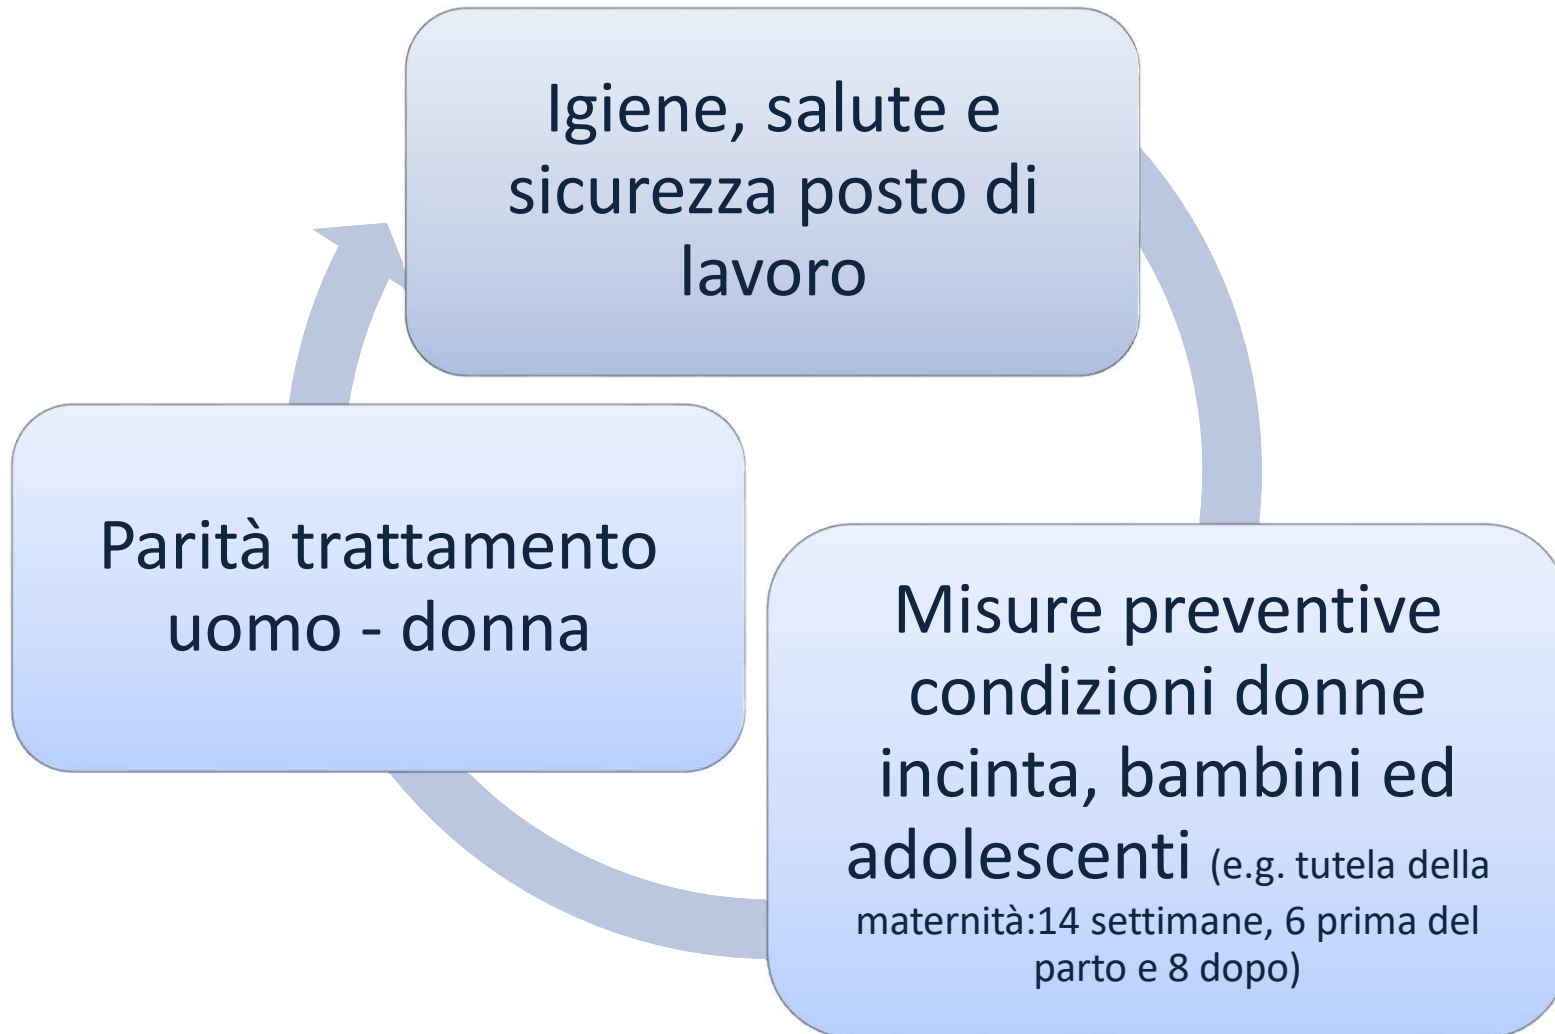 Igiene, salute e
sicurezza posto di
lavoro
Parità trattamento
uomo - donna
Misure preventive
condizioni donne
incinta, bambini ed
adolescenti (e.g. tutela della
maternità:14 settimane, 6 prima del
parto e 8 dopo)